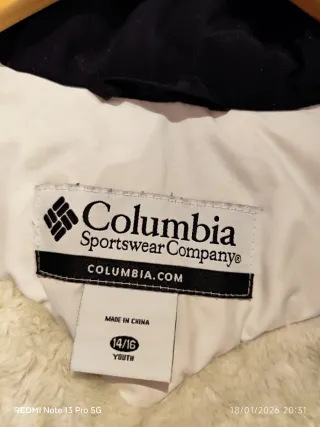 Columbia
Sportswear Company®
COLUMBIA.COM
MADE IN CHINA
14/16
YOUTH
REDMI Note 13 Pro 5G
18/01/2026 20:31